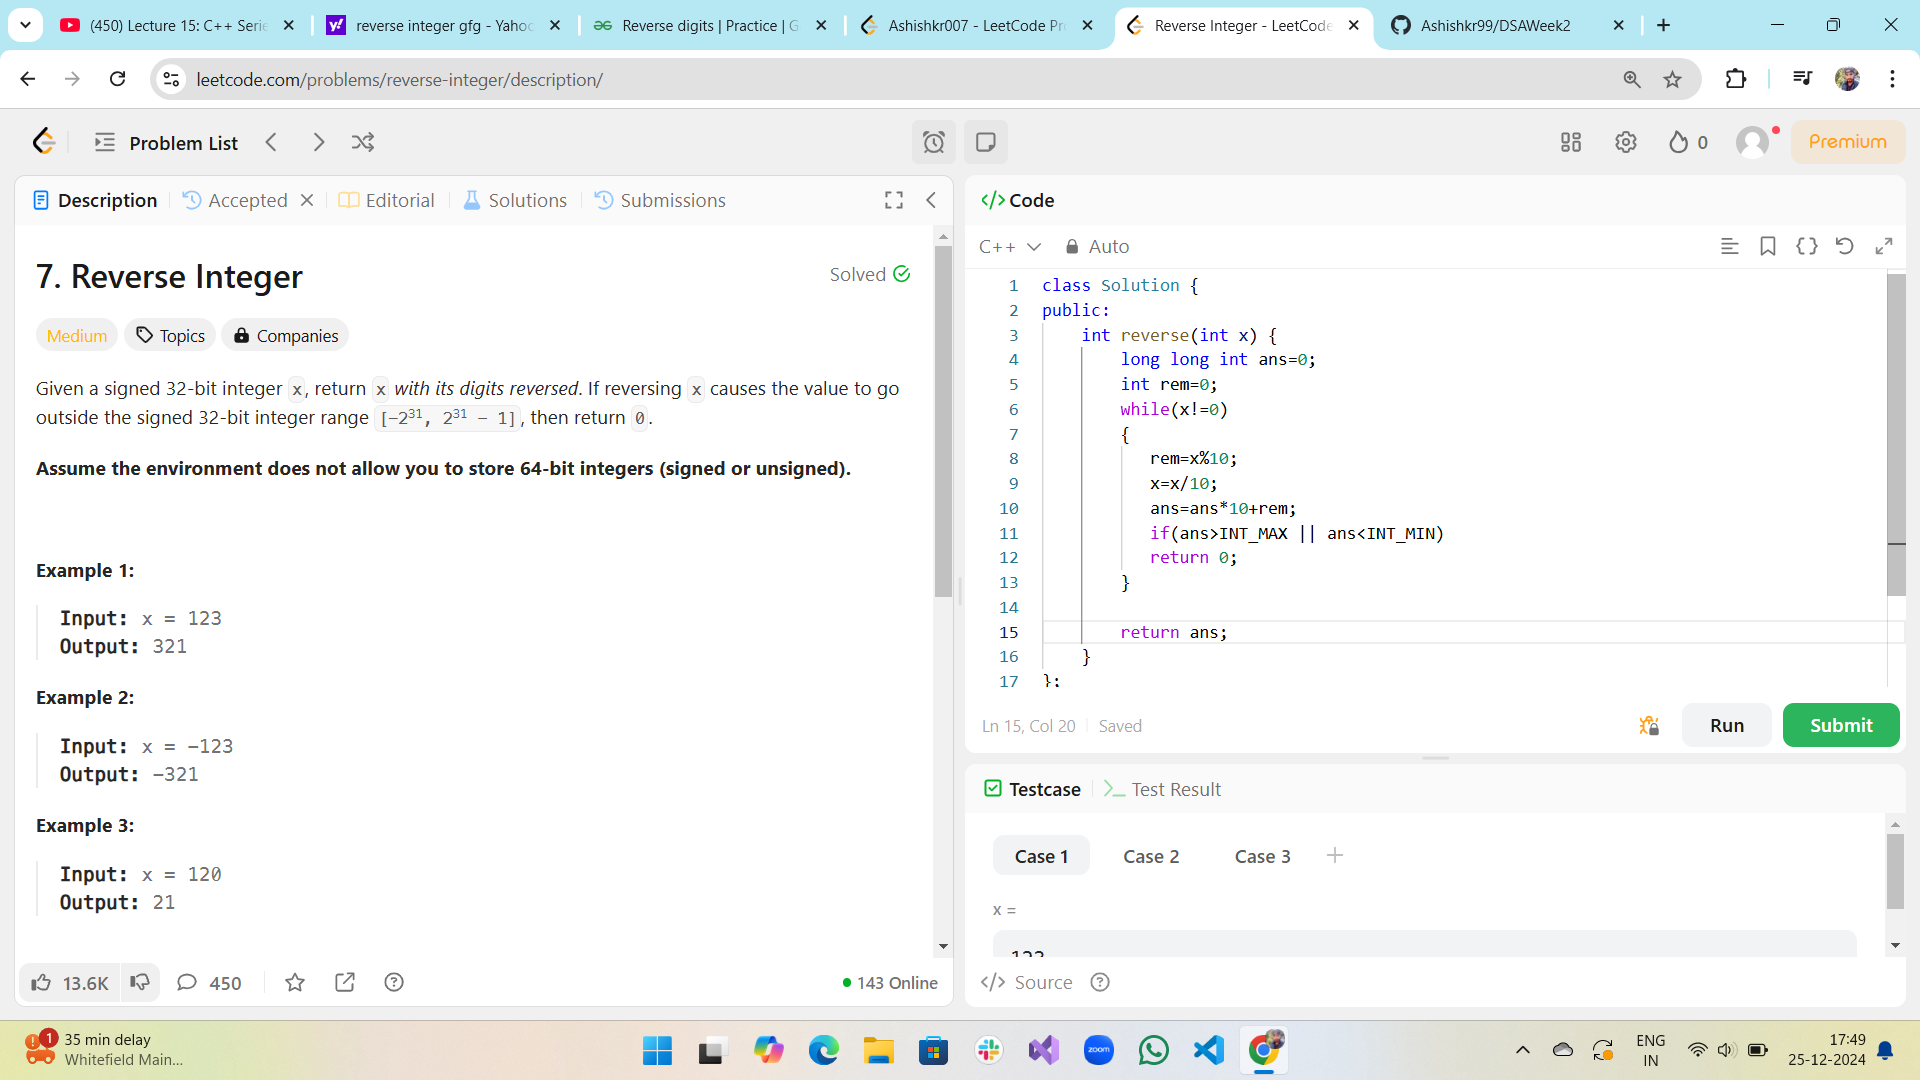 (450) Lecture 15: C++ Serie
reverse integer gfg - Yahoo
Reverse digits | Practice | G
Ashishkr007 - LeetCode Pr
Reverse Integer - LeetCode
Ashishkr99/DSAWeek2
leetcode.com/problems/reverse-integer/description/
Problem List
0
Premium
Description
Accepted
Editorial
Solutions
Submissions
7. Reverse Integer
Solved
Medium
Topics
Companies
Given a signed 32-bit integer x, return x with its digits reversed. If reversing x causes the value to go
outside the signed 32-bit integer range [-2³¹, 2³¹ - 1], then return 0.
Assume the environment does not allow you to store 64-bit integers (signed or unsigned).
Example 1:
Input: x = 123
Output: 321
Example 2:
Input: x = -123
Output: -321
Example 3:
Input: x = 120
Output: 21
13.6K
450
143 Online
</> Code
C++
Auto
1 class Solution {
2 public:
3 int reverse(int x) {
4 long long int ans=0;
5 int rem=0;
6 while(x!=0)
7 {
8 rem=x%10;
9 x=x/10;
10 ans=ans*10+rem;
11 if(ans>INT_MAX || ans<INT_MIN)
12 return 0;
13 }
14
15 return ans;
16 }
17 };
Ln 15, Col 20
Saved
Run
Submit
Testcase
Test Result
Case 1
Case 2
Case 3
x =
123
</> Source
1
35 min delay
Whitefield Main...
zoom
ENG
IN
17:49
25-12-2024